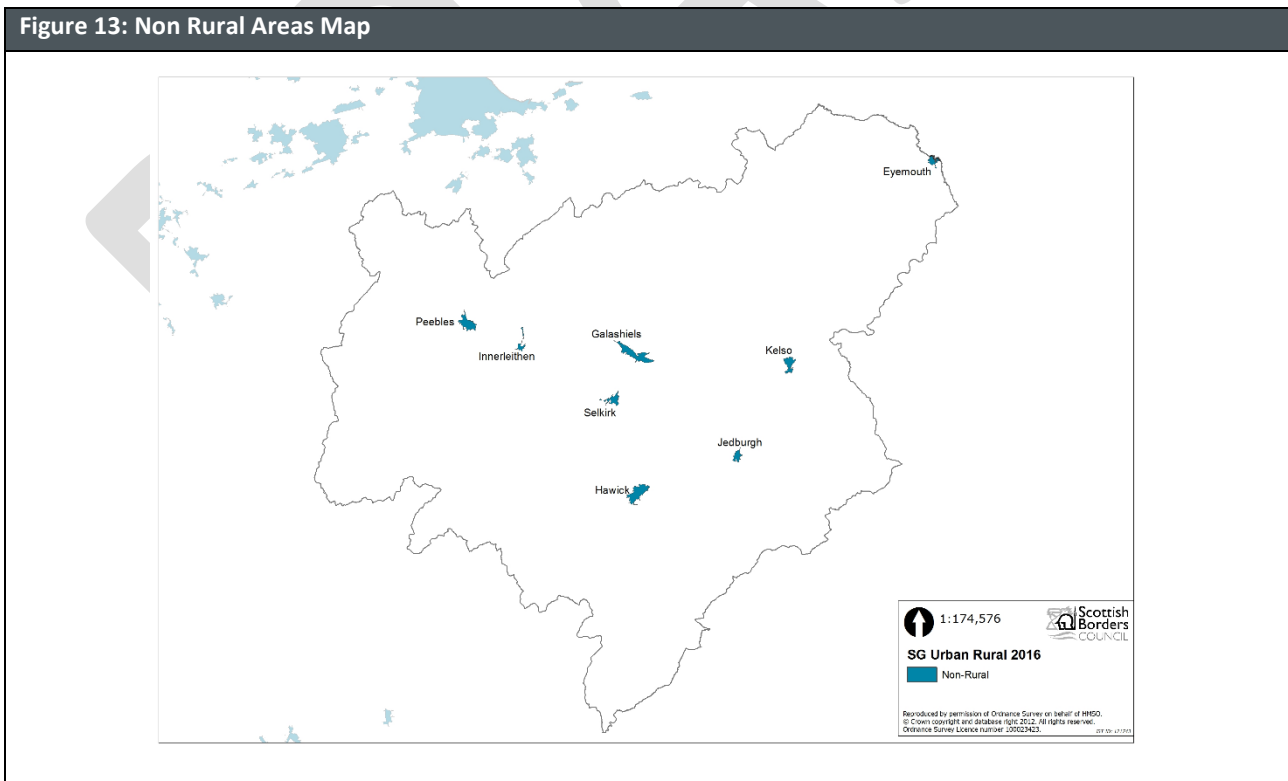 Figure 13: Non Rural Areas Map
Eyemouth
Peebles
Innerleithen
Galashiels
Kelso
Selkirk
Jedburgh
Hawick
1:174,576
Scottish
Borders
COUNCIL
SG Urban Rural 2016
Non-Rural
Reproduced by permission of Ordnance Survey on behalf of HMSO.
© Crown copyright and database right 2012. All rights reserved.
Ordnance Survey Licence number 100023423.